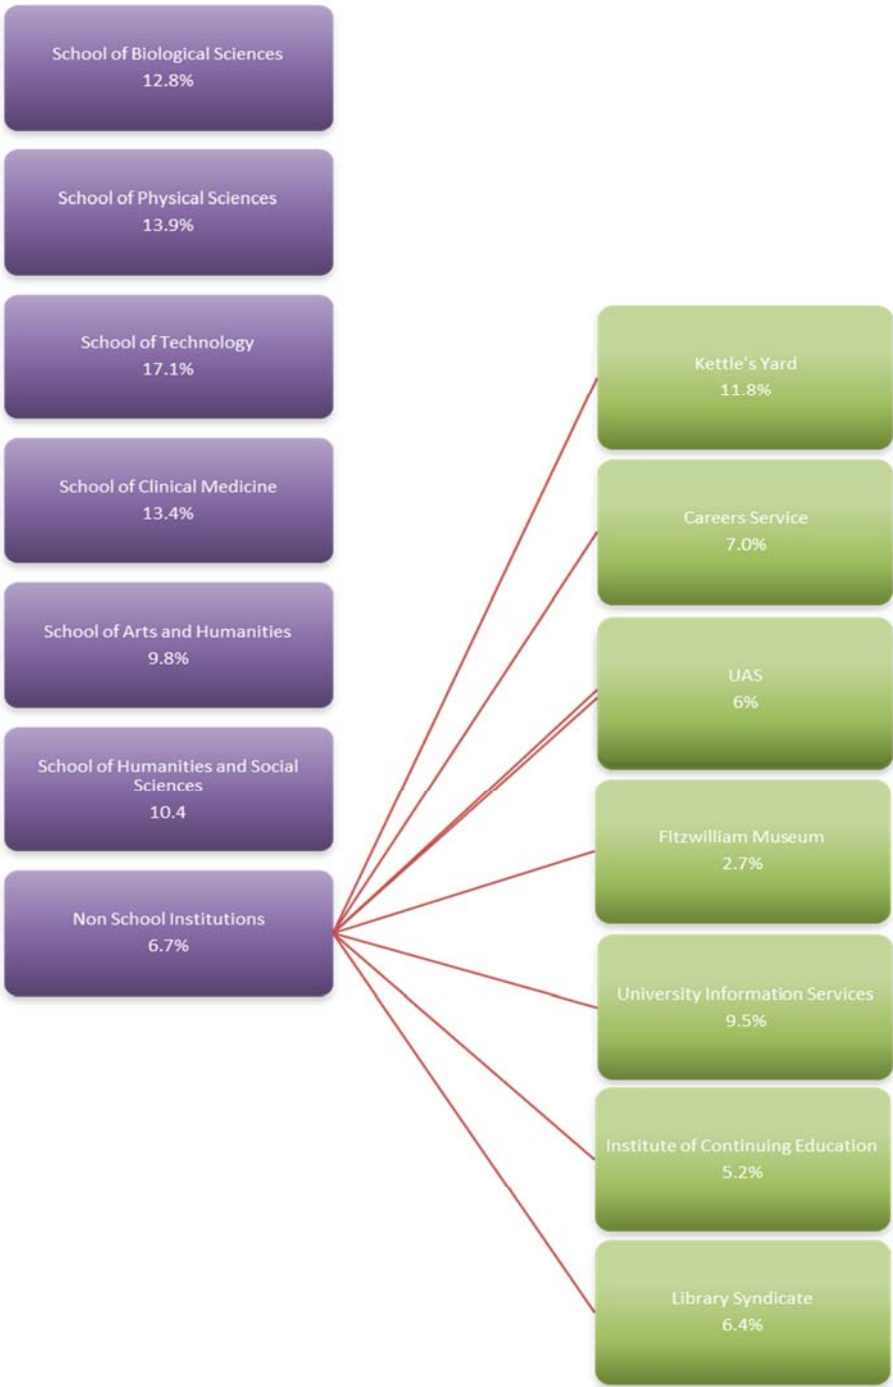 School of Biological Sciences
12.8%
School of Physical Sciences
13.9%
School of Technology
17.1%
School of Clinical Medicine
13.4%
School of Arts and Humanities
9.8%
School of Humanities and Social
Sciences
10.4
Non School Institutions
6.7%
Kettle's Yard
11.8%
Careers Service
7.0%
UAS
6%
Fitzwilliam Museum
2.7%
University Information Services
9.5%
Institute of Continuing Education
5.2%
Library Syndicate
6.4%